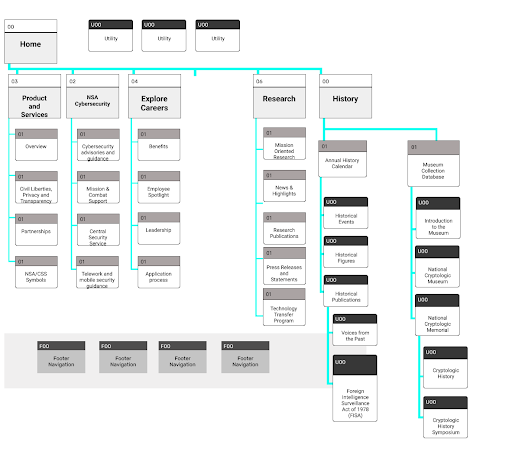 00
Home
U00
Utility
U00
Utility
U00
Utility
03
Product
and
Services
02
NSA
Cybersecurity
04
Explore
Careers
06
Research
00
History
01
Overview
01
Civil Liberties,
Privacy and
Transparency
01
Partnerships
01
NSA/CSS
Symbols
01
Cybersecurity
advisories and
guidance
01
Mission &
Combat
Support
01
Central
Security
Service
01
Telework and
mobile security
guidance
01
Benefits
01
Employee
Spotlight
01
Leadership
01
Application
process
01
Mission
Oriented
Research
01
News &
Highlights
01
Research
Publications
01
Press Releases
and
Statements
01
Technology
Transfer
Program
01
Annual History
Calendar
U00
Historical
Events
U00
Historical
Figures
U00
Historical
Publications
U00
Voices from
the Past
U00
Foreign
Intelligence
Surveillance
Act of 1978
(FISA)
01
Museum
Collection
Database
U00
Introduction
to the
Museum
U00
National
Cryptologic
Museum
U00
National
Cryptologic
Memorial
U00
Cryptologic
History
U00
Cryptologic
History
Symposium
F00
Footer
Navigation
F00
Footer
Navigation
F00
Footer
Navigation
F00
Footer
Navigation